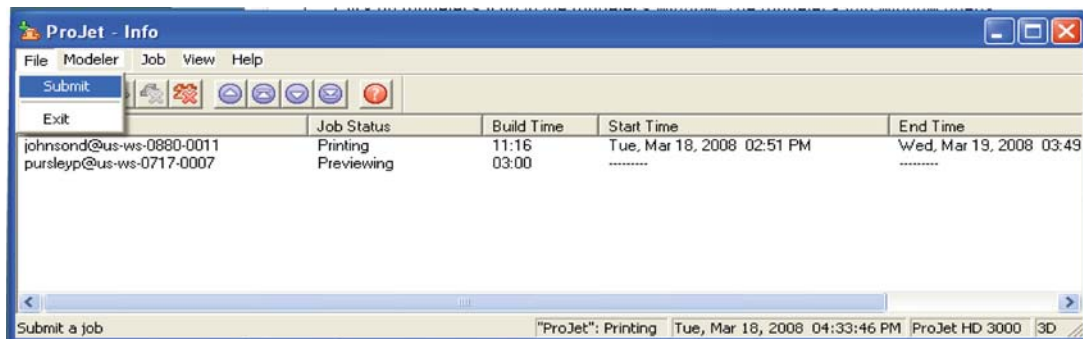 ProJet - Info
File Modeler Job View Help
Submit
Exit
Job Status Build Time Start Time End Time
johnsond@us-ws-0880-0011 Printing 11:16 Tue, Mar 18, 2008 02:51 PM Wed, Mar 19, 2008 03:49
pursleyp@us-ws-0717-0007 Previewing 03:00 --------- ---------
Submit a job "ProJet": Printing Tue, Mar 18, 2008 04:33:46 PM ProJet HD 3000 3D